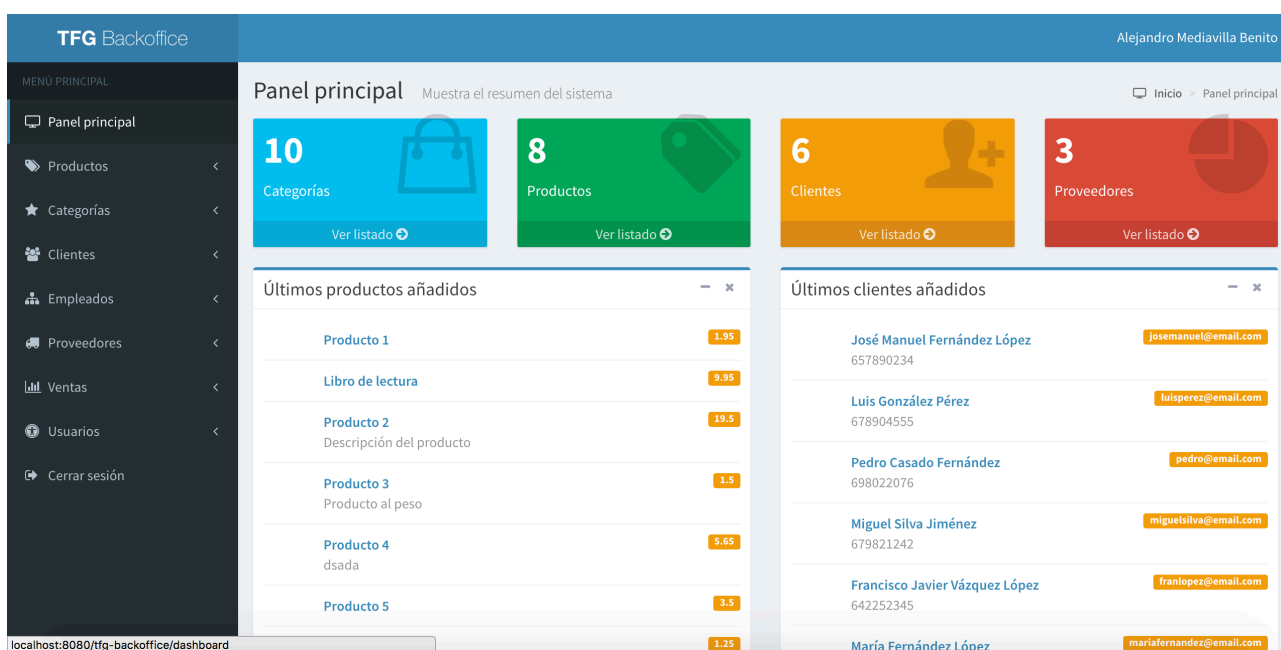 TFG Backoffice
Alejandro Mediavilla Benito
MENÚ PRINCIPAL
Panel principal
Productos
Categorías
Clientes
Empleados
Proveedores
Ventas
Usuarios
Cerrar sesión
Panel principal Muestra el resumen del sistema
Inicio > Panel principal
10
Categorías
Ver listado
8
Productos
Ver listado
6
Clientes
Ver listado
3
Proveedores
Ver listado
Últimos productos añadidos
Producto 1 1.95
Libro de lectura 9.95
Producto 2 19.5
Descripción del producto
Producto 3 1.5
Producto al peso
Producto 4 5.65
dsada
Producto 5 3.5
1.25
Últimos clientes añadidos
José Manuel Fernández López josemanuel@email.com
657890234
Luis González Pérez luisperez@email.com
678904555
Pedro Casado Fernández pedro@email.com
698022076
Miguel Silva Jiménez miguelsilva@email.com
679821242
Francisco Javier Vázquez López franlopez@email.com
642252345
María Fernández López mariafernandez@email.com
localhost:8080/tfg-backoffice/dashboard